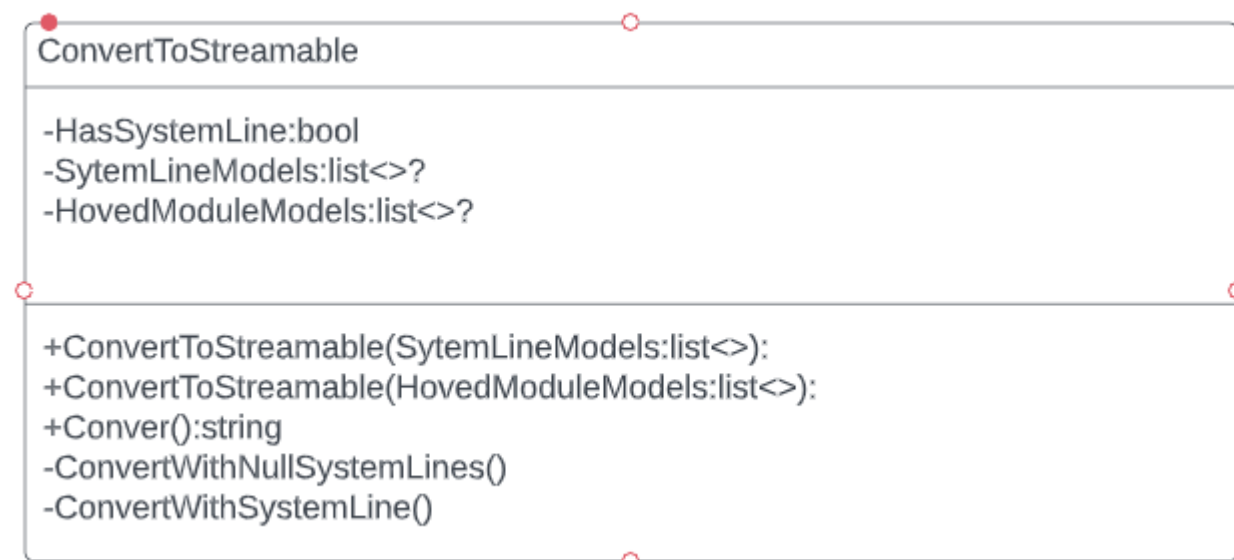 ConvertToStreamable
-HasSystemLine:bool
-SytemLineModels:list<>?
-HovedModuleModels:list<>?
+ConvertToStreamable(SytemLineModels:list<>):
+ConvertToStreamable(HovedModuleModels:list<>):
+Conver():string
-ConvertWithNullSystemLines()
-ConvertWithSystemLine()